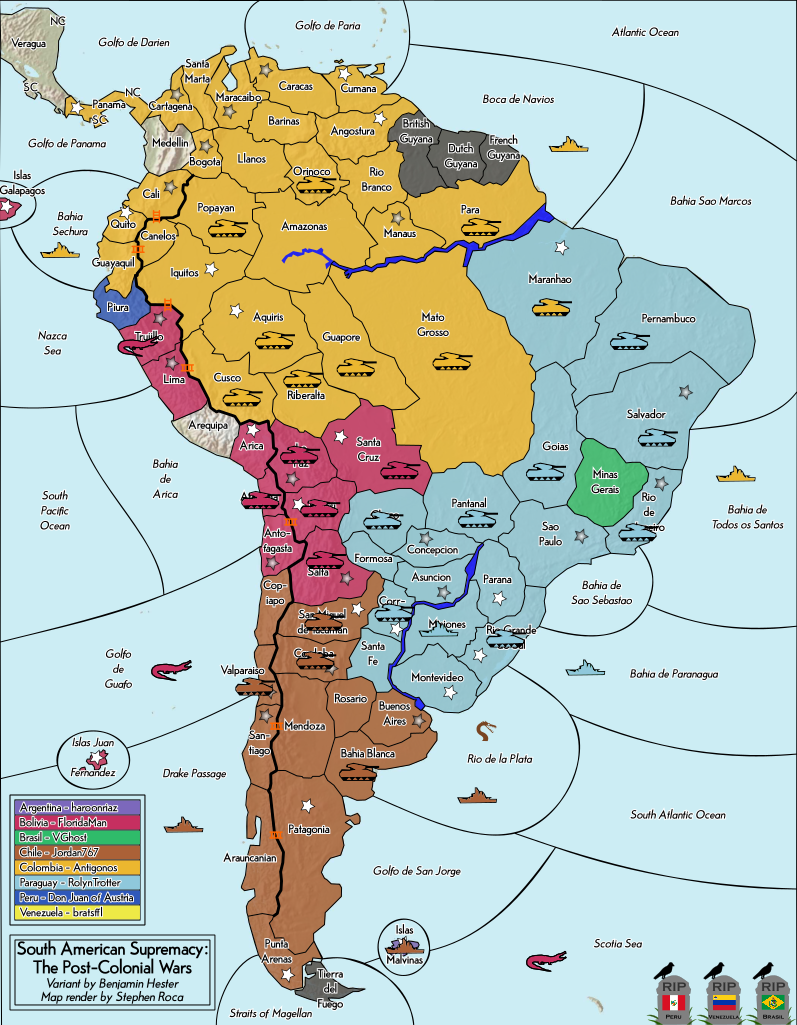 NC
Veragua
Golfo de Darien
Golfo de Paria
Atlantic Ocean
SC
NC
Panama
SC
Santa
Marta
Cartagena
Maracaibo
Caracas
Cumana
Boca de Navios
Golfo de Panama
Medellin
Bogota
Barinas
Angostura
British
Guyana
Dutch
Guyana
French
Guyana
Llanos
Islas
Galapagos
Cali
Orinoco
Rio
Branco
Bahia Sao Marcos
Bahia
Sechura
Quito
Popayan
Canelos
Amazonas
Manaus
Para
Guayaquil
Iquitos
Maranhao
Piura
Nazca
Sea
Trujillo
Aquiris
Guapore
Mato
Grosso
Pernambuco
Lima
Cusco
Riberalta
Salvador
Arequipa
Arica
Paz
Santa
Cruz
Goias
Bahia
de
Arica
South
Pacific
Ocean
Minas
Gerais
Rio
de
eiro
Bahia de
Todos os Santos
Pantanal
Sao
Paulo
Anto-
fagasta
Concepcion
Formosa
Salta
Asuncion
Parana
Bahia de
Sao Sebastao
Cop-
iapo
San Miguel
de Tucuman
Corr-
Misiones
Rio Grande
Cordoba
Santa
Fe
Golfo
de
Guafo
Valparaiso
Montevideo
Bahia de Paranagua
Rosario
Buenos
Aires
San-
tiago
Mendoza
Islas Juan
Fernandez
Drake Passage
Bahia Blanca
Rio de la Plata
Argentina - haroonriaz
Bolivia - FloridaMan
Brasil - VGhost
Chile - Jordan767
Colombia - Antigonos
Paraguay - RolynTrotter
Peru - Don Juan of Austria
Venezuela - bratsffl
Patagonia
Araucanian
South Atlantic Ocean
Golfo de San Jorge
South American Supremacy:
The Post-Colonial Wars
Variant by Benjamin Hester
Map render by Stephen Roca
Punta
Arenas
Tierra
del
Fuego
Straits of Magellan
Islas
Malvinas
Scotia Sea
RIP
PERU
RIP
VENEZUELA
RIP
BRASIL